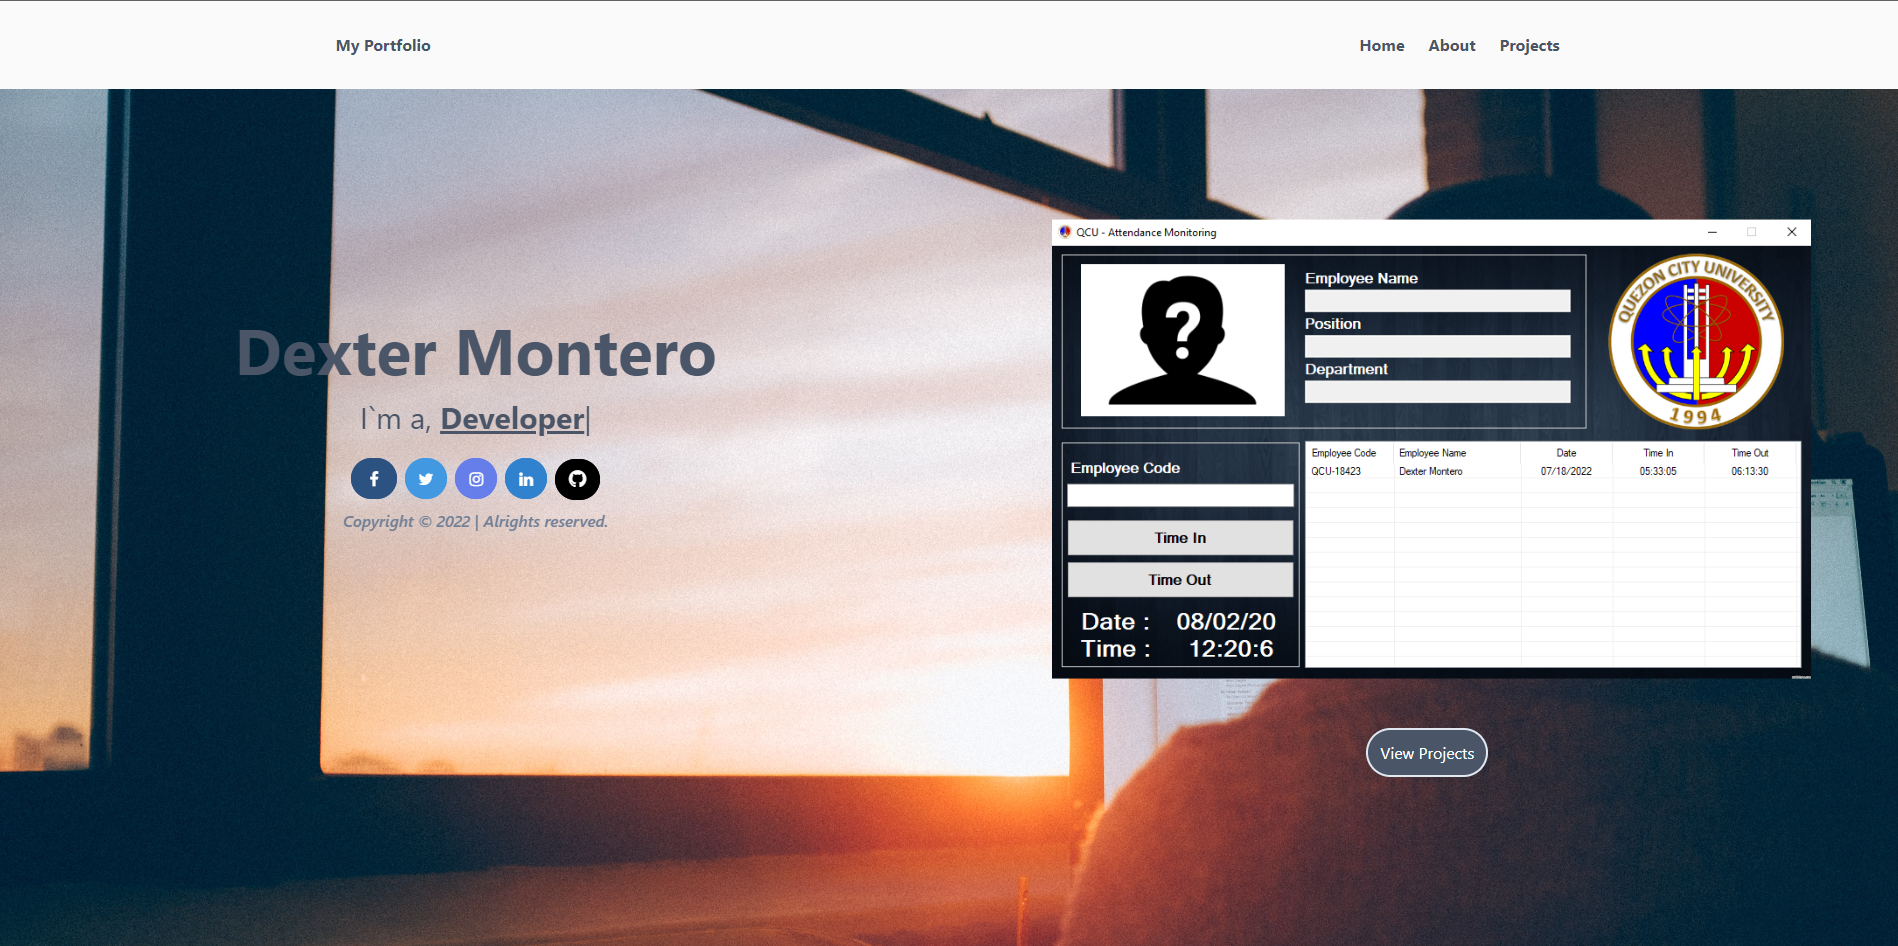 My Portfolio
Home About Projects
Dexter Montero
I`m a, Developer|
Copyright © 2022 | Alrights reserved.
QCU - Attendance Monitoring
Employee Name
Position
Department
QUEZON CITY UNIVERSITY
1994
Employee Code
Time In
Time Out
Date : 08/02/20
Time : 12:20:6
Employee Code Employee Name Date Time In Time Out
QCU-18423 Dexter Montero 07/18/2022 05:33:05 06:13:30
View Projects